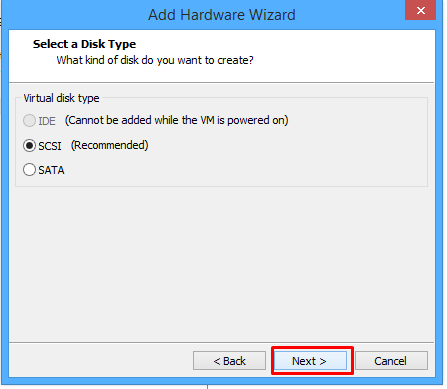 Add Hardware Wizard
Select a Disk Type
What kind of disk do you want to create?
Virtual disk type
IDE (Cannot be added while the VM is powered on)
SCSI (Recommended)
SATA
< Back Next > Cancel